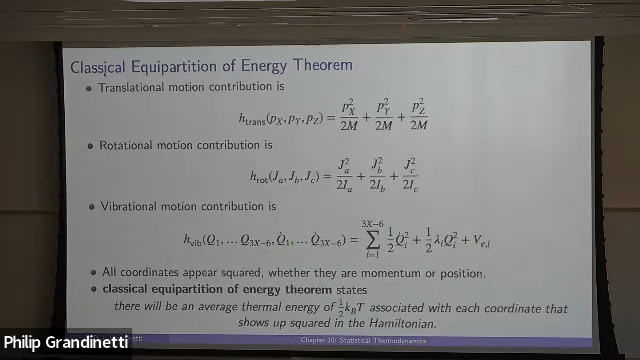 Classical Equipartition of Energy Theorem
Translational motion contribution is
h_trans(p_X, p_Y, p_Z) = p_X^2/2M + p_Y^2/2M + p_Z^2/2M
Rotational motion contribution is
h_rot(J_a, J_b, J_c) = J_a^2/2I_a + J_b^2/2I_b + J_c^2/2I_c
Vibrational motion contribution is
h_vib(Q_1, … Q_3X−6, Q̇_1, … Q̇_3X−6) = ∑_{i=1}^{3X−6} 1/2 Q̇_i^2 + 1/2 λ_i Q_i^2 + V_e,i
All coordinates appear squared, whether they are momentum or position.
classical equipartition of energy theorem states
there will be an average thermal energy of 1/2 k_B T associated with each coordinate that
shows up squared in the Hamiltonian.
Philip Grandinetti
Chapter 10: Statistical Thermodynamics